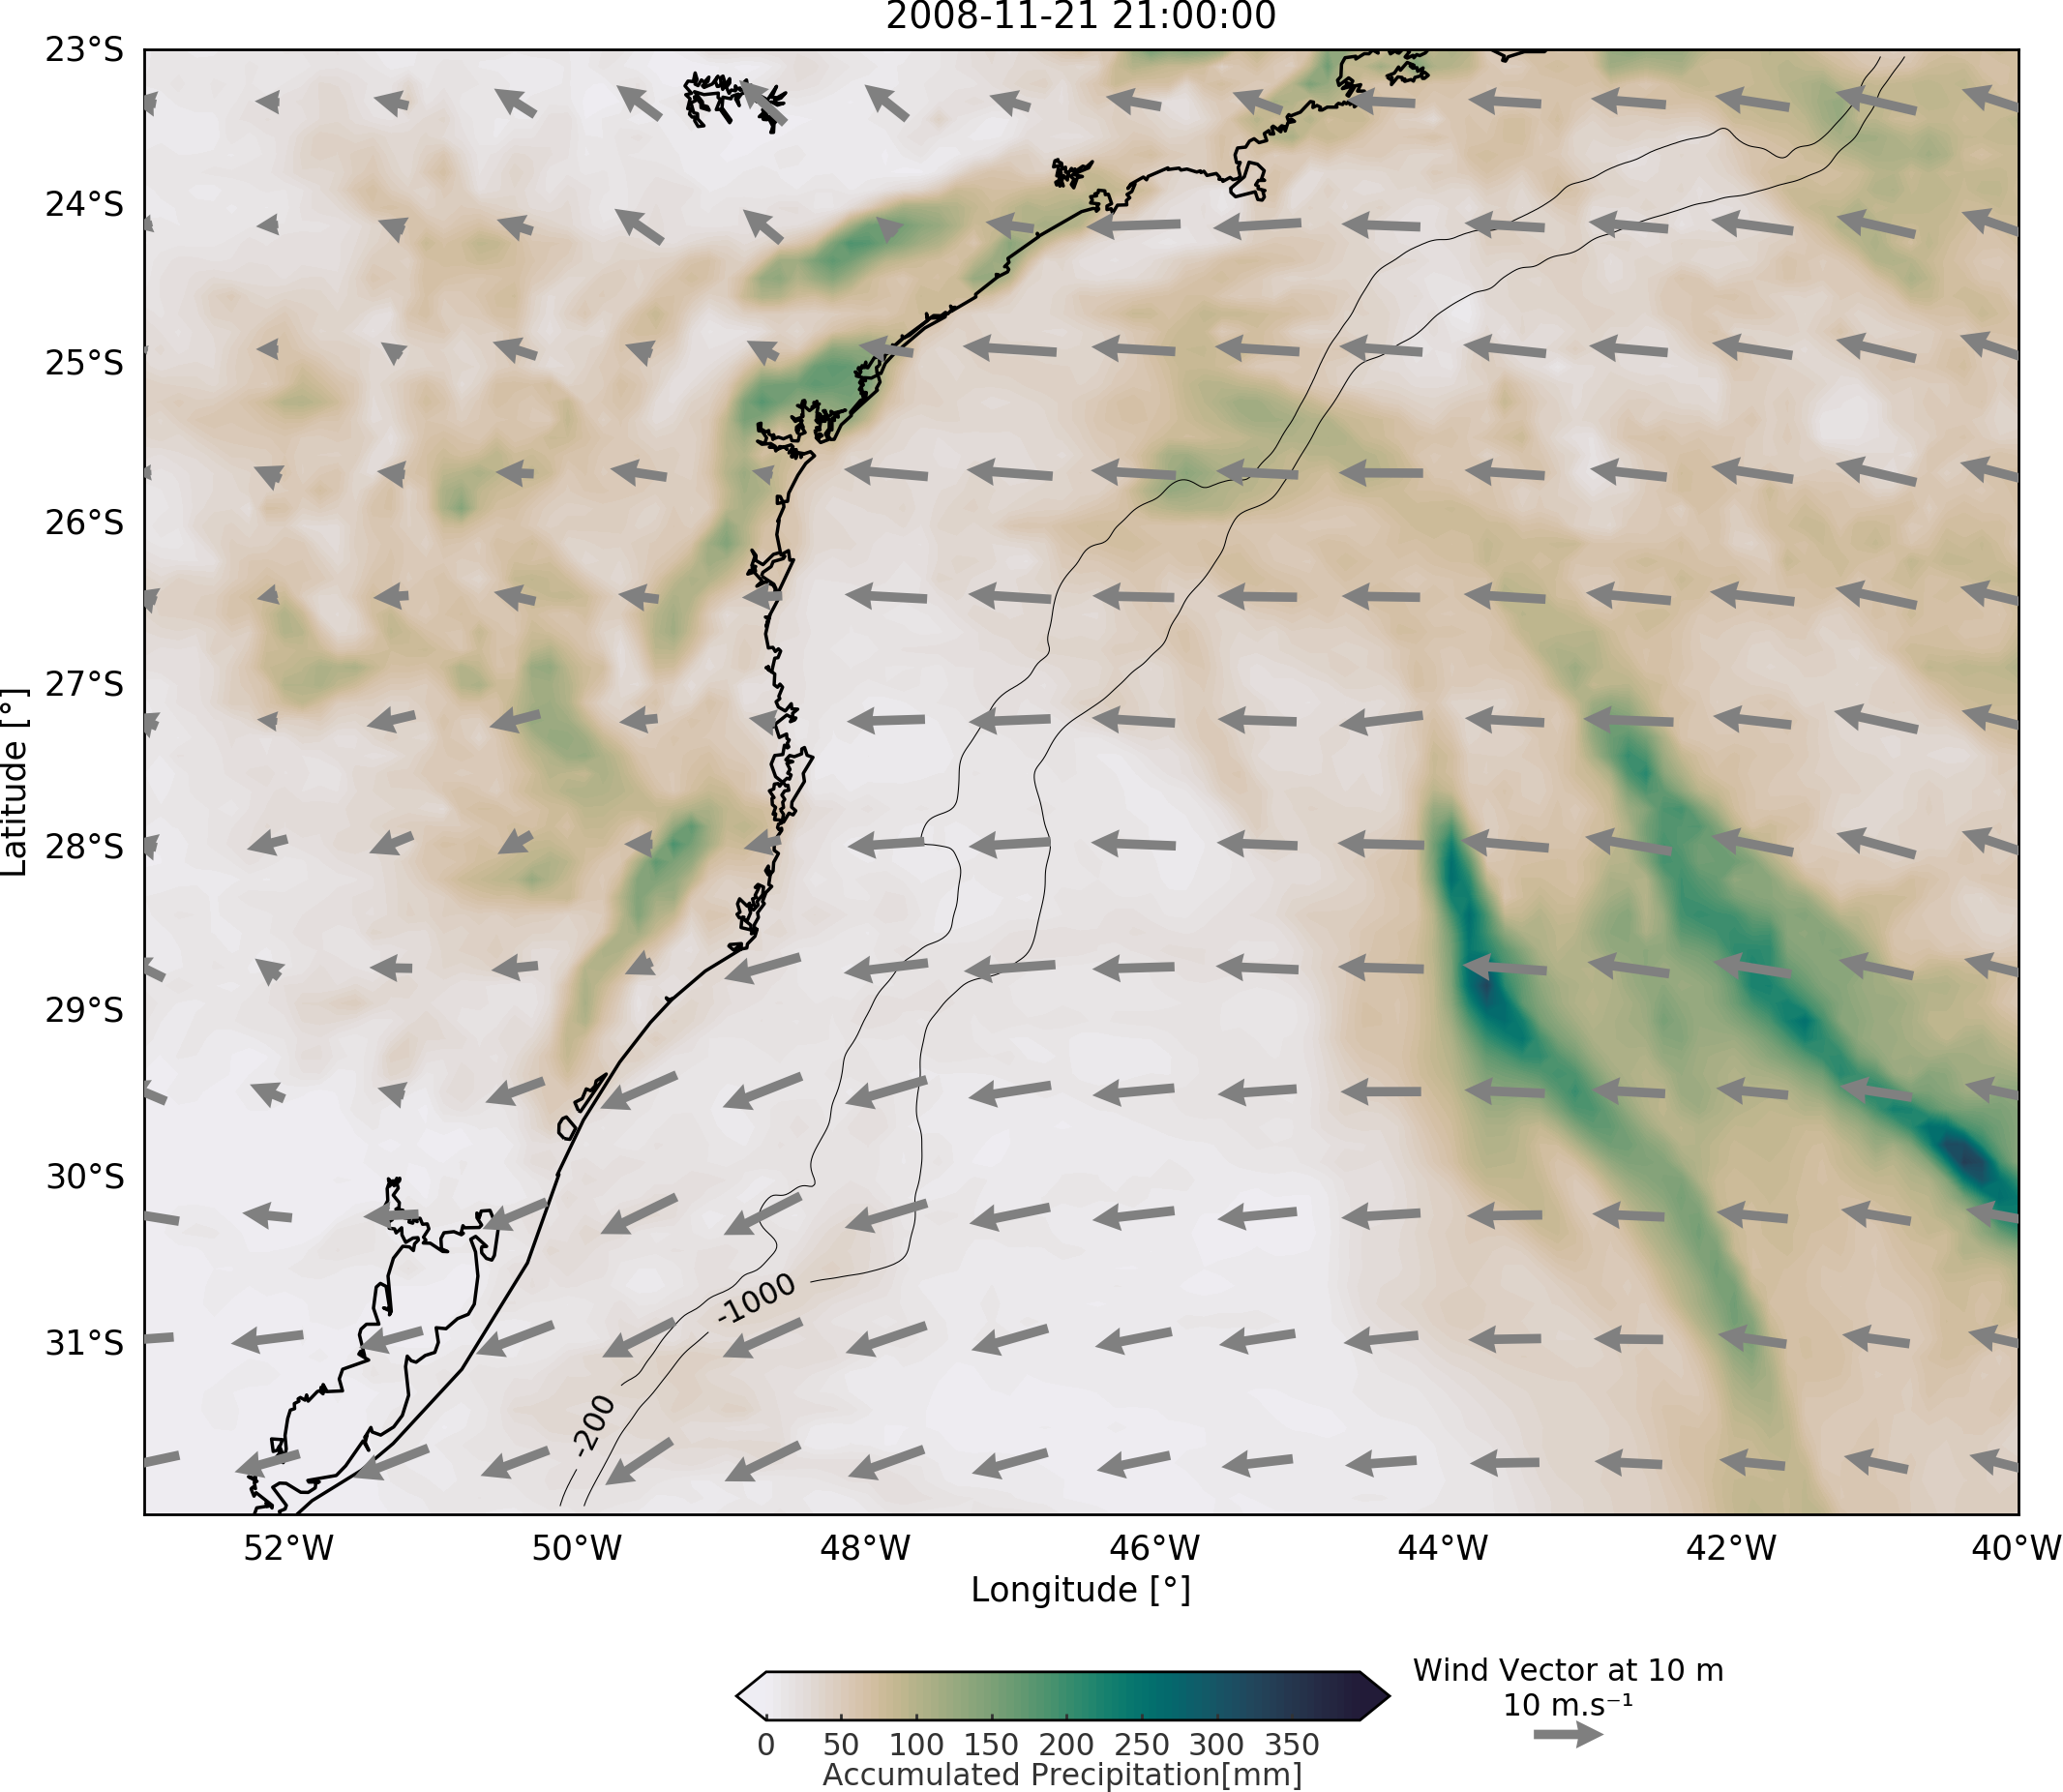 2008-11-21 21:00:00
23°S
24°S
25°S
26°S
27°S
28°S
29°S
30°S
31°S
Latitude [°]
-1000
-200
52°W 50°W 48°W 46°W 44°W 42°W 40°W
Longitude [°]
0 50 100 150 200 250 300 350
Accumulated Precipitation[mm]
Wind Vector at 10 m
10 m.s⁻¹